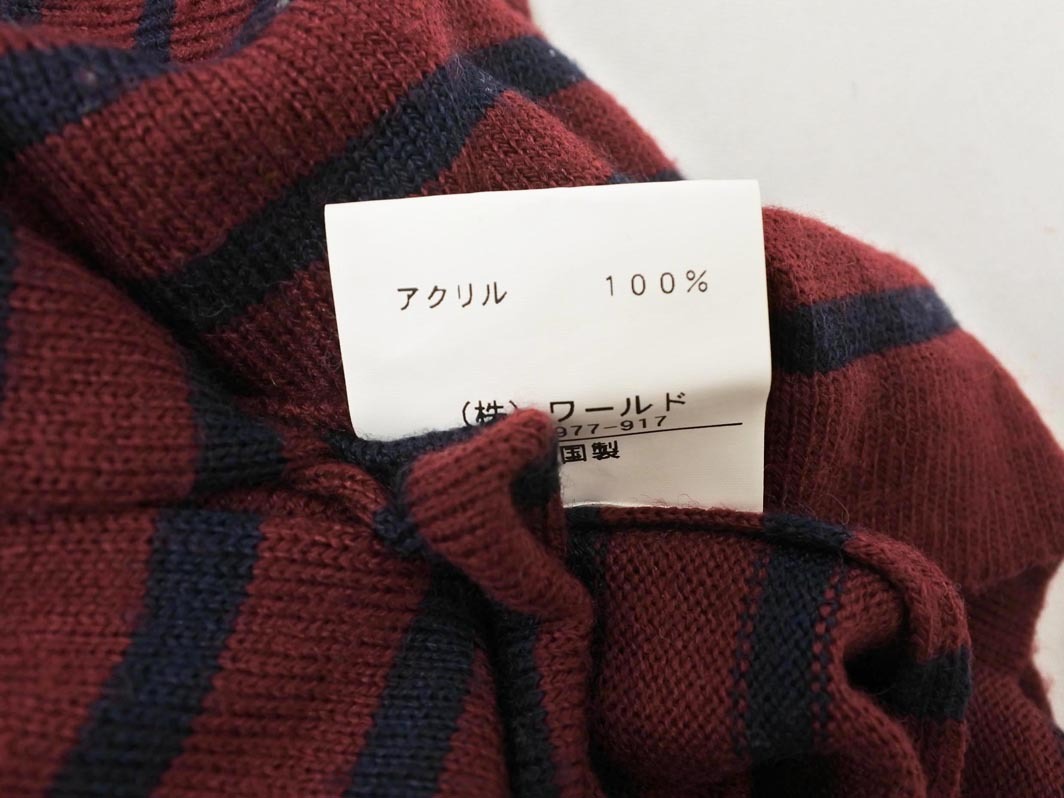 アクリル 100%
(株) ワールド
977-917
国製